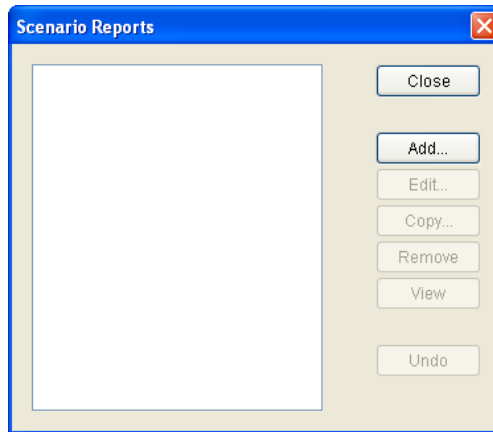 Scenario Reports
Close
Add...
Edit...
Copy...
Remove
View
Undo